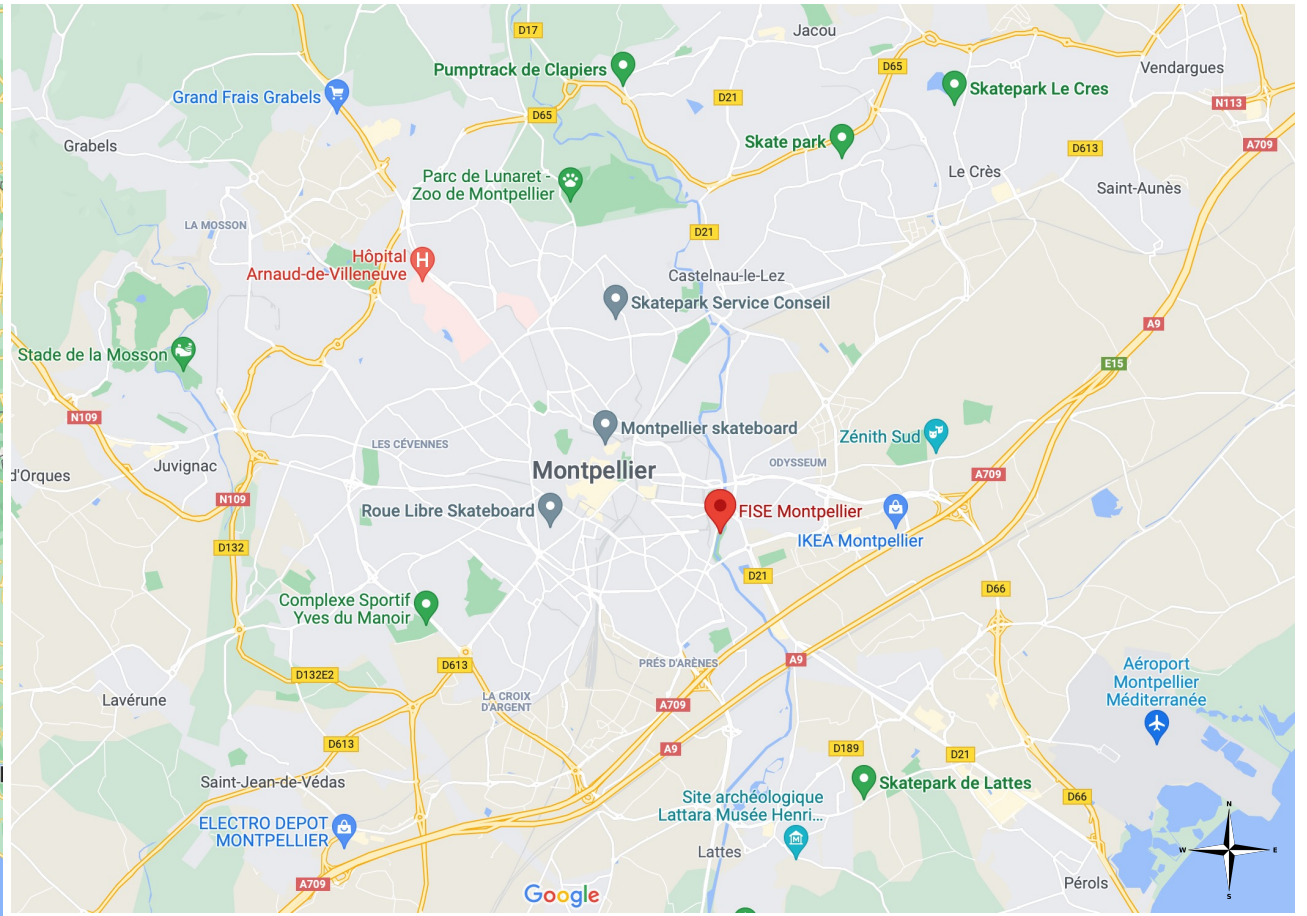 D17
Jacou
Pumptrack de Clapiers
D65
Vendargues
Grand Frais Grabels
D21
Skatepark Le Cres
N113
D65
Grabels
Skate park
D613
A709
Parc de Lunaret -
Zoo de Montpellier
Le Crès
Saint-Aunès
LA MOSSON
D21
Hôpital
Arnaud-de-Villeneuve
H
Castelnau-le-Lez
Skatepark Service Conseil
A9
Stade de la Mosson
E15
N109
Montpellier skateboard
LES CÉVENNES
Zénith Sud
d'Orques
Juvignac
Montpellier
ODYSSEUM
A709
N109
Roue Libre Skateboard
FISE Montpellier
D132
IKEA Montpellier
D21
D66
Complexe Sportif
Yves du Manoir
PRÉS D'ARÈNES
A9
D613
D132E2
Aéroport
Montpellier
Méditerranée
Lavérune
LA CROIX
D'ARGENT
A709
D613
A9
D189
D21
Saint-Jean-de-Védas
Skatepark de Lattes
Site archéologique
Lattara Musée Henri...
M
D66
ELECTRO DEPOT
MONTPELLIER
Lattes
N
W
E
S
A709
Google
Pérols